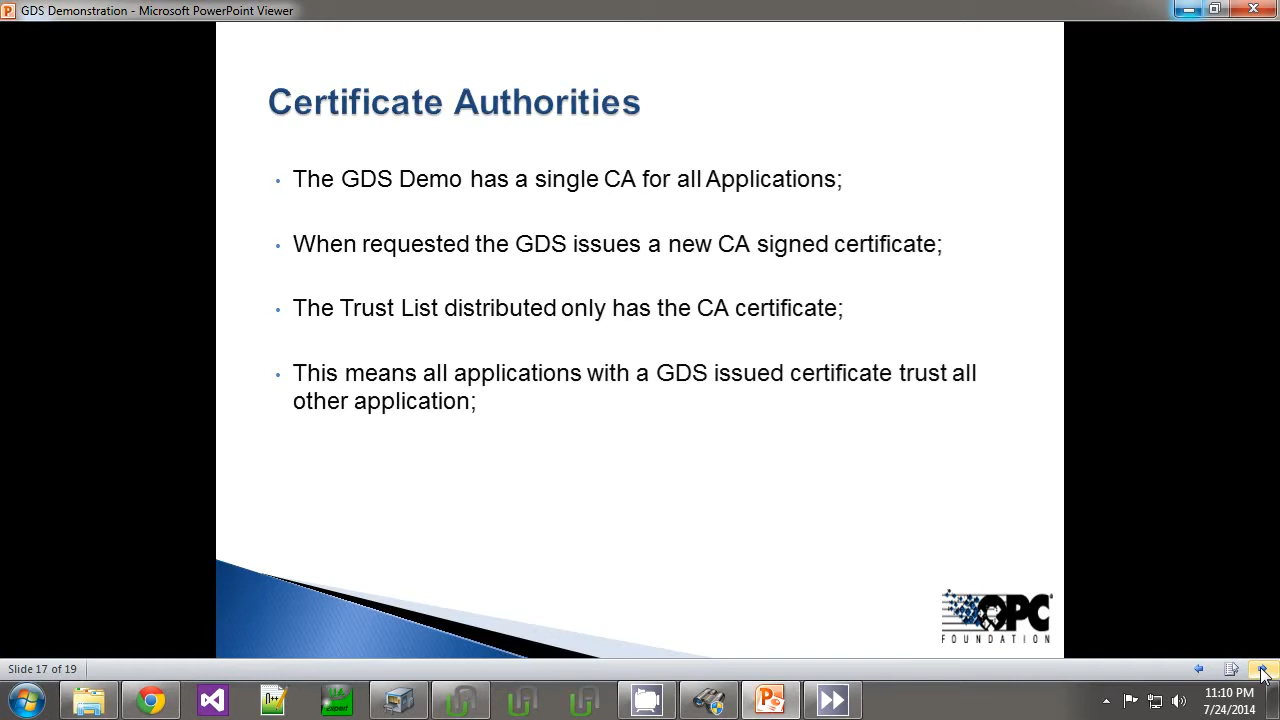 GDS Demonstration - Microsoft PowerPoint Viewer
Certificate Authorities
The GDS Demo has a single CA for all Applications;
When requested the GDS issues a new CA signed certificate;
The Trust List distributed only has the CA certificate;
This means all applications with a GDS issued certificate trust all
other application;
OPC
FOUNDATION
Slide 17 of 19
UA
expert
11:10 PM
7/24/2014